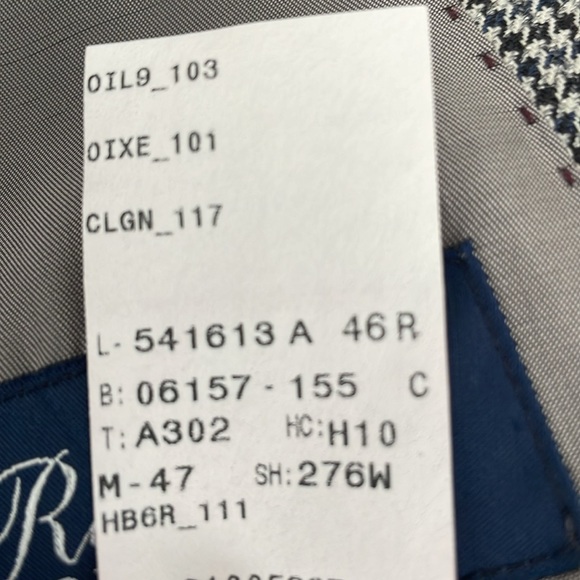 OIL9_103
OIXE_101
CLGN_117
L-541613 A 46R
B:06157-155 C
T:A302 HC:H10
M-47 SH:276W
HB6R_111